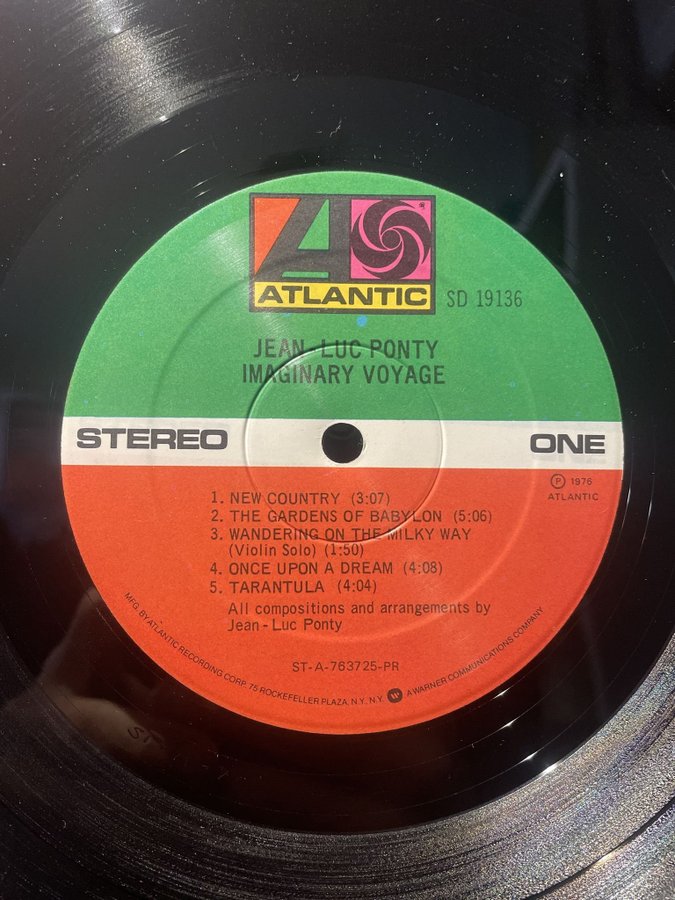 ATLANTIC ®
SD 19136
JEAN-LUC PONTY
IMAGINARY VOYAGE
STEREO
ONE
℗ 1976
ATLANTIC
1. NEW COUNTRY (3:07)
2. THE GARDENS OF BABYLON (5:06)
3. WANDERING ON THE MILKY WAY
(Violin Solo) (1:50)
4. ONCE UPON A DREAM (4:08)
5. TARANTULA (4:04)
All compositions and arrangements by
Jean-Luc Ponty
ST-A-763725-PR
MFG. BY ATLANTIC RECORDING CORP. 75 ROCKEFELLER PLAZA, N.Y., N.Y. A WARNER COMMUNICATIONS COMPANY